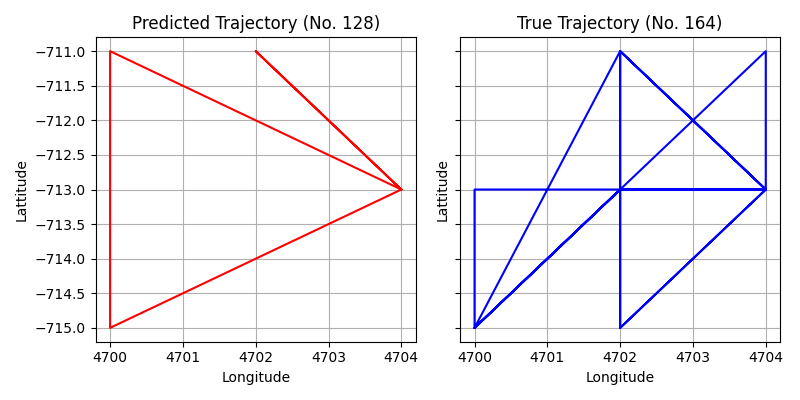 Predicted Trajectory (No. 128)
True Trajectory (No. 164)
−711.0
−711.5
−712.0
−712.5
−713.0
−713.5
−714.0
−714.5
−715.0
Lattitude
Lattitude
4700 4701 4702 4703 4704
4700 4701 4702 4703 4704
Longitude
Longitude